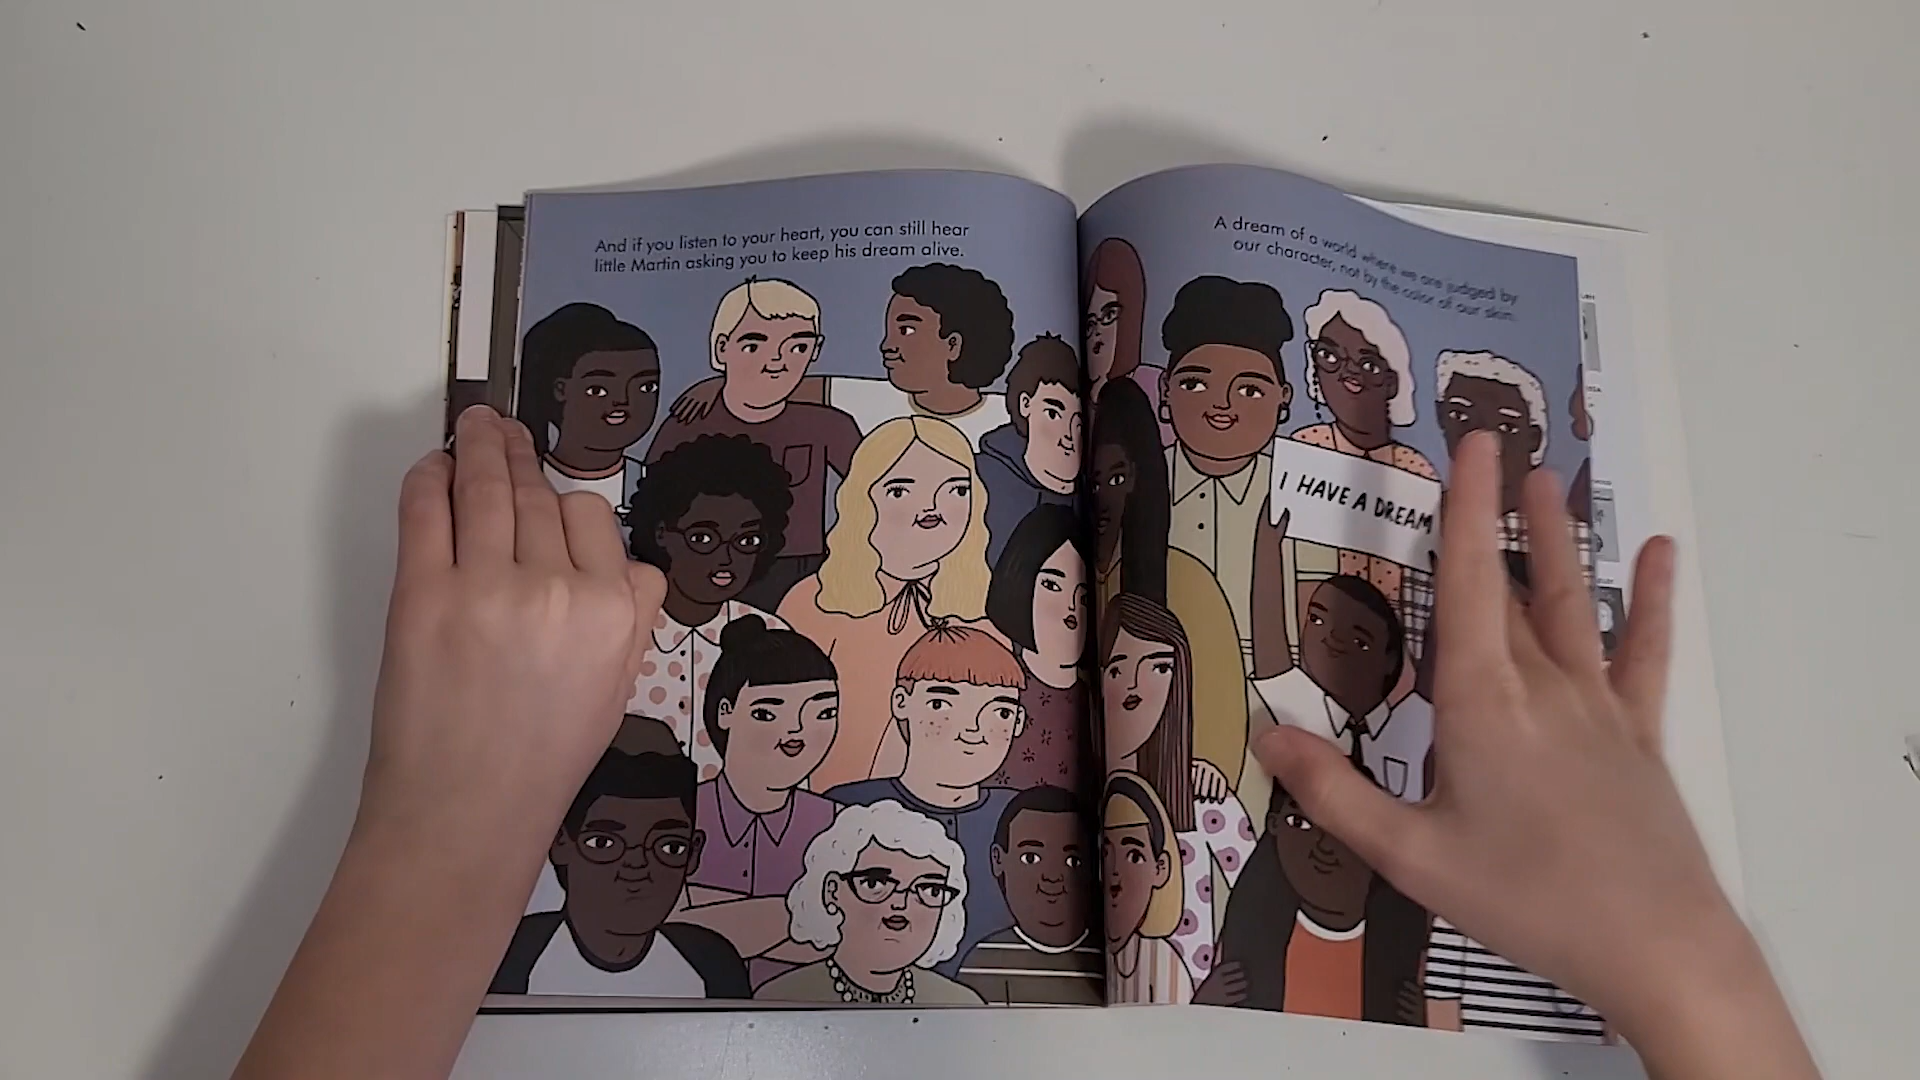 And if you listen to your heart, you can still hear
little Martin asking you to keep his dream alive.
A dream of a world where we are judged by
our character, not by the color of our skin.
I HAVE A DREAM